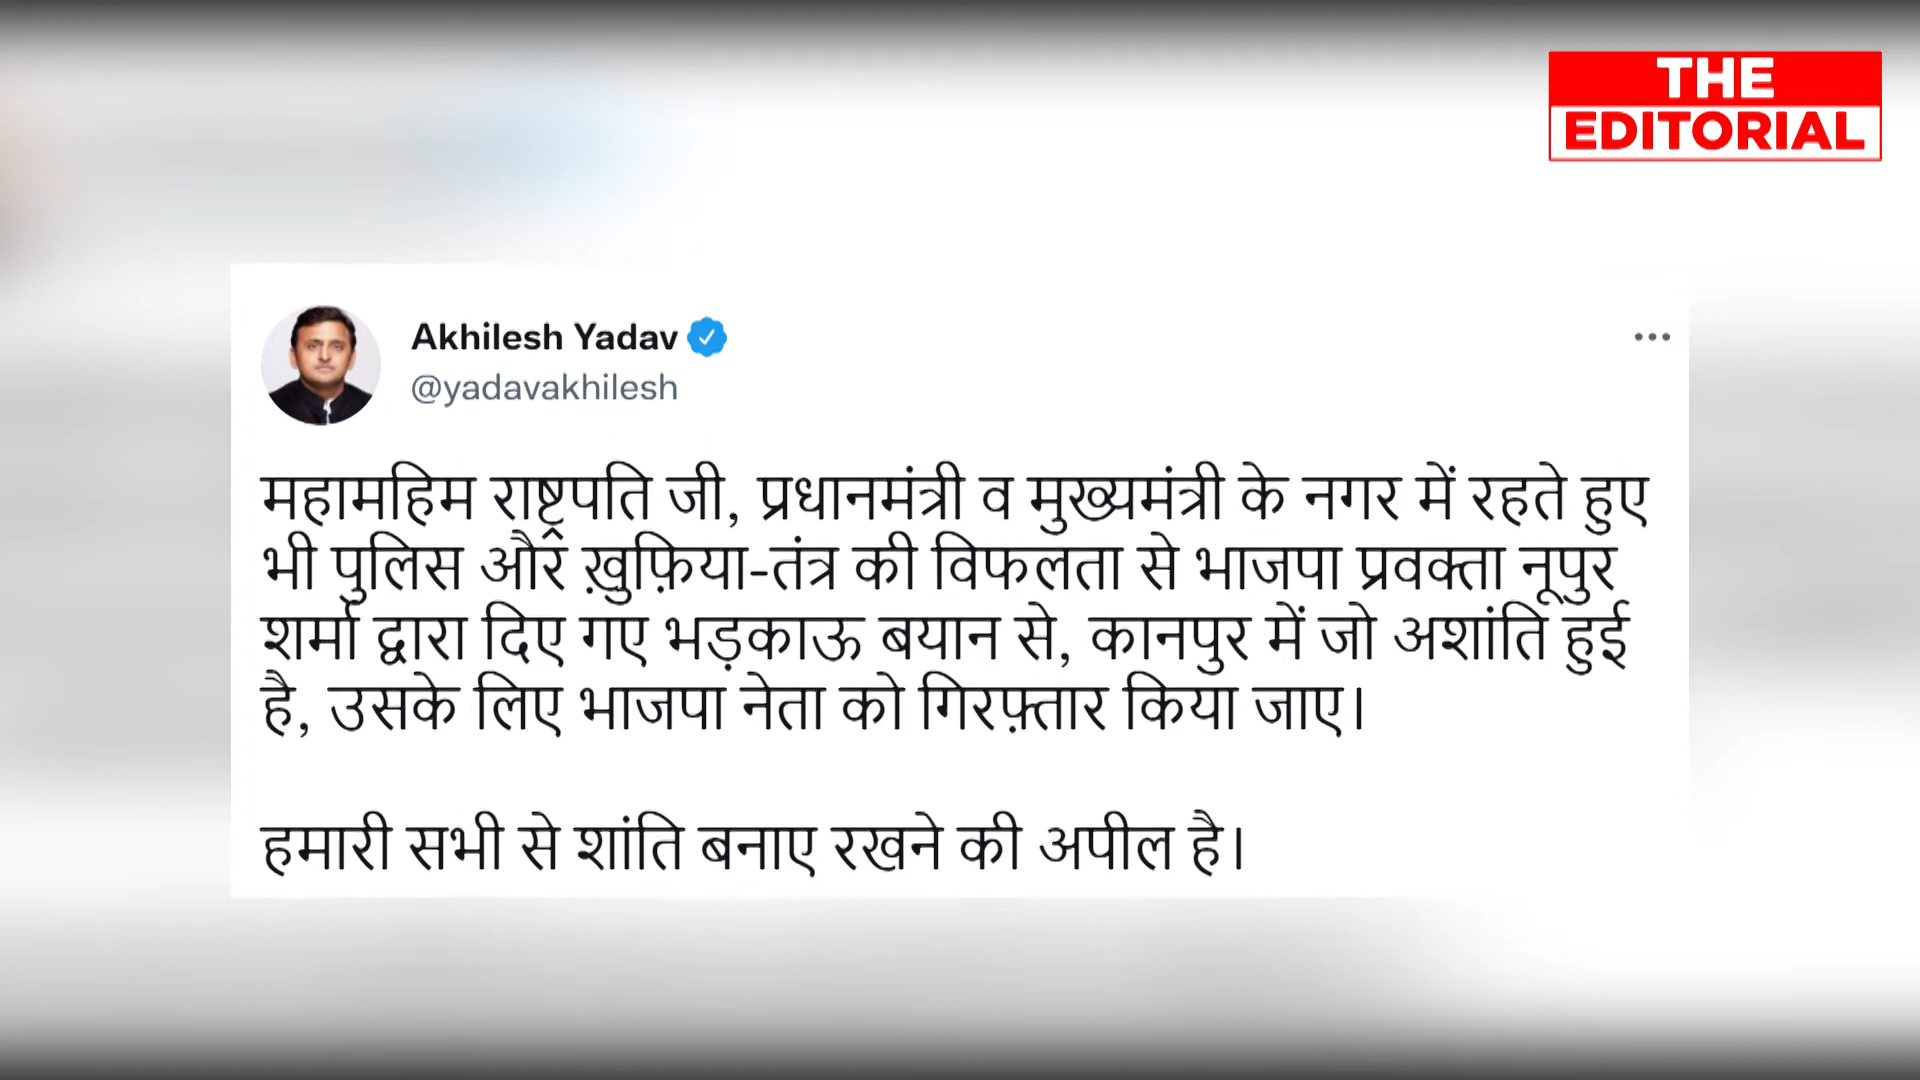 THE
EDITORIAL
Akhilesh Yadav
@yadavakhilesh
महामहिम राष्ट्रपति जी, प्रधानमंत्री व मुख्यमंत्री के नगर में रहते हुए
भी पुलिस और ख़ुफ़िया-तंत्र की विफलता से भाजपा प्रवक्ता नूपुर
शर्मा द्वारा दिए गए भड़काऊ बयान से, कानपुर में जो अशांति हुई
है, उसके लिए भाजपा नेता को गिरफ़्तार किया जाए।
हमारी सभी से शांति बनाए रखने की अपील है।